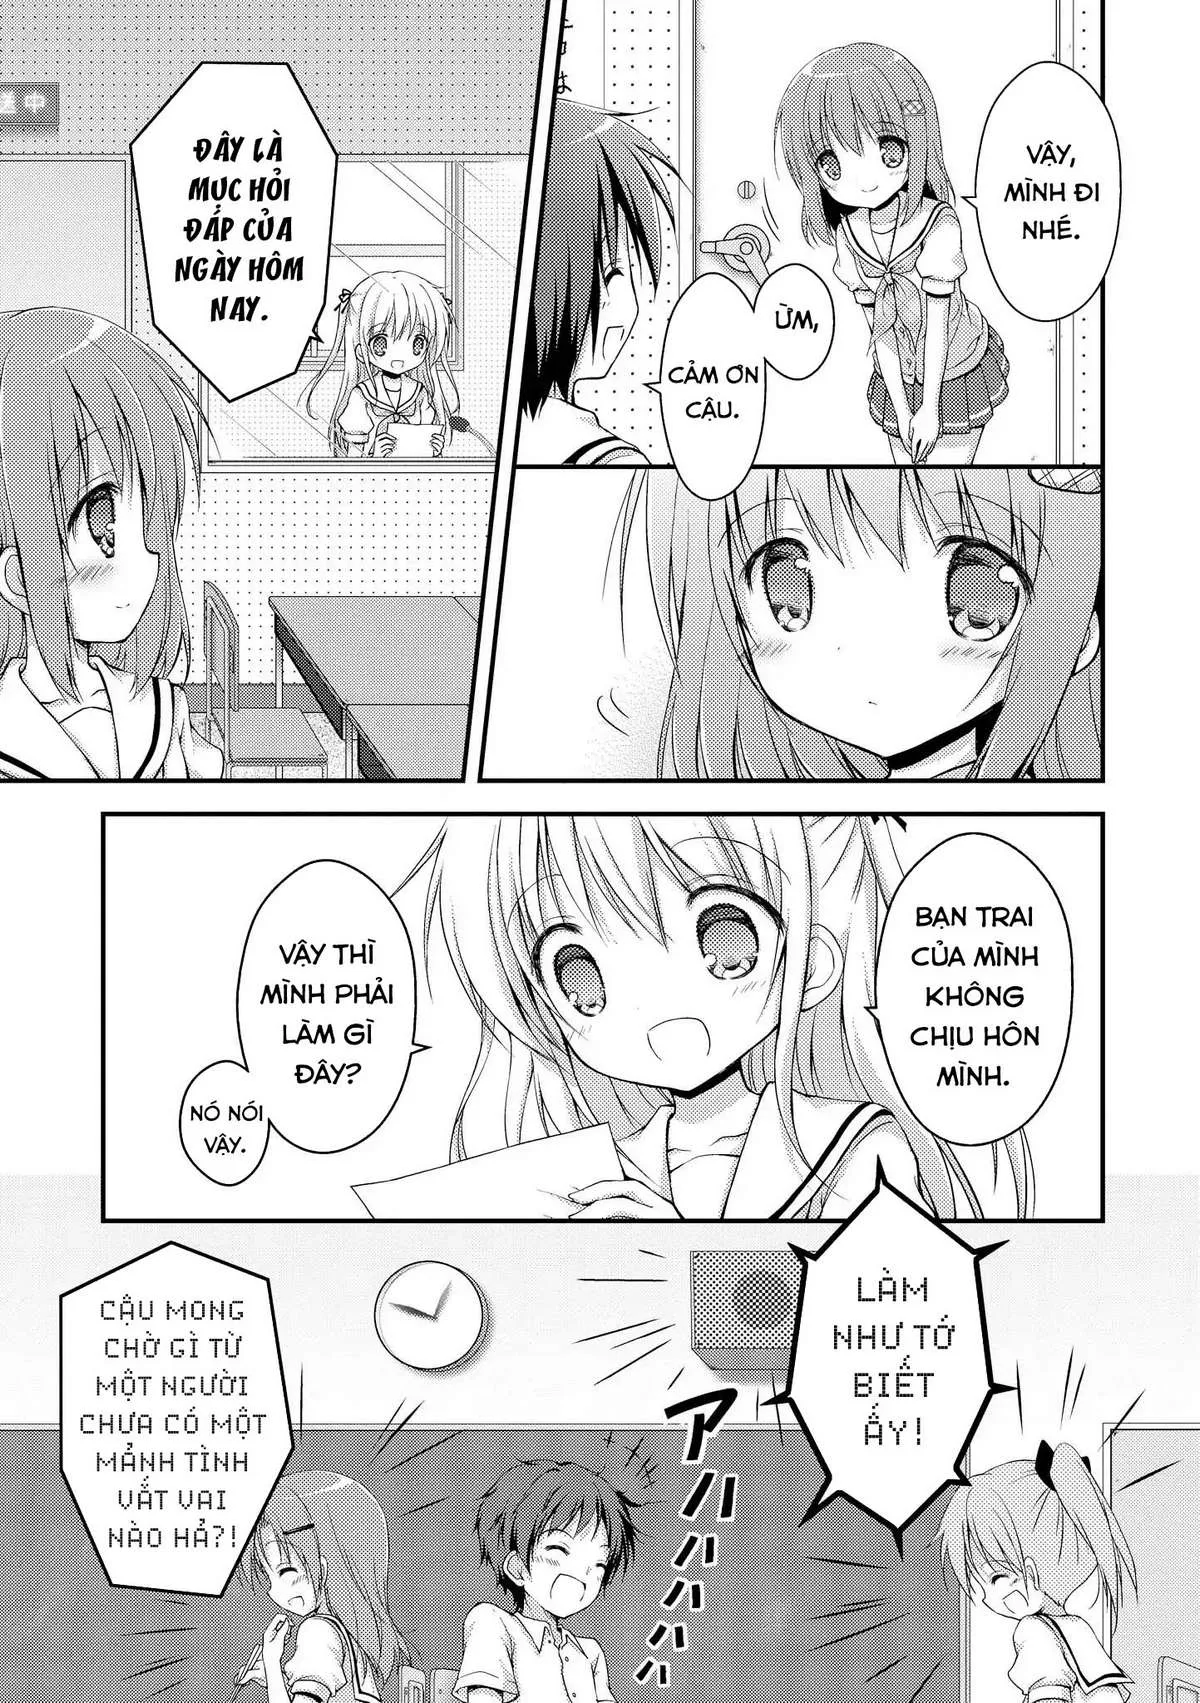 VẬY,
MÌNH ĐI
NHÉ.
ỪM,
CẢM ƠN
CẬU.
ĐÂY LÀ
MỤC HỎI
ĐÁP CỦA
NGÀY HÔM
NAY.
BẠN TRAI
CỦA MÌNH
KHÔNG
CHỊU HÔN
MÌNH.
VẬY THÌ
MÌNH PHẢI
LÀM GÌ
ĐÂY?
NÓ NÓI
VẬY.
LÀM
NHƯ TỚ
BIẾT
ẤY!
アハハハハハ
CẬU MONG
CHỜ GÌ TỪ
MỘT NGƯỜI
CHƯA CÓ MỘT
MẢNH TÌNH
VẮT VAI
NÀO HẢ?!